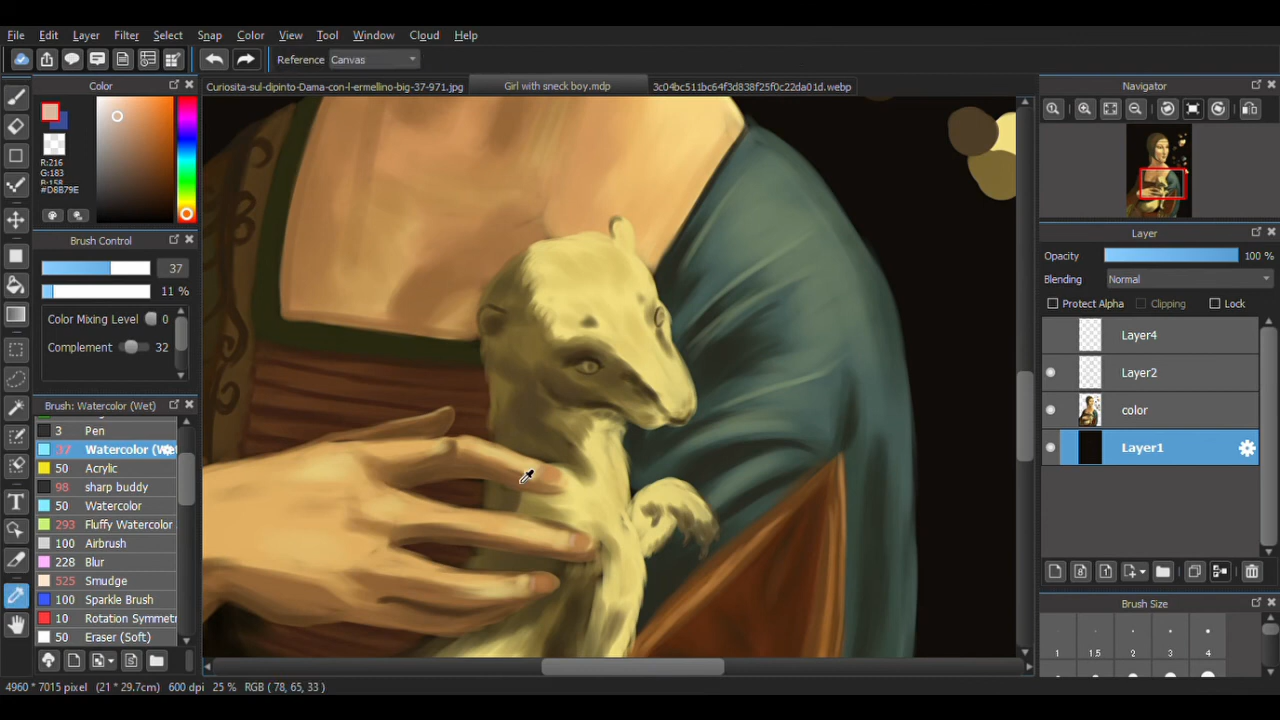 File Edit Layer Filter Select Snap Color View Tool Window Cloud Help
Reference Canvas
Color
Curiosita-sul-dipinto-Dama-con-l-ermellino-big-37-971.jpg Girl with sneck boy.mdp 3c04bc511bc64f3d838f25f0c22da01d.webp
Navigator
R:216
G:183
B:158
#D8B79E
Brush Control
37
11 %
Color Mixing Level 0
Complement 32
Layer
Opacity 100 %
Blending Normal
Protect Alpha Clipping Lock
Layer4
Layer2
color
Layer1
Brush: Watercolor (Wet)
3 Pen
37 Watercolor (Wet
50 Acrylic
98 sharp buddy
50 Watercolor
293 Fluffy Watercolor
100 Airbrush
228 Blur
525 Smudge
100 Sparkle Brush
10 Rotation Symmet
50 Eraser (Soft)
Brush Size
1 1.5 2 3 4
4960 * 7015 pixel (21 * 29.7cm) 600 dpi 25 % RGB ( 78, 65, 33 )